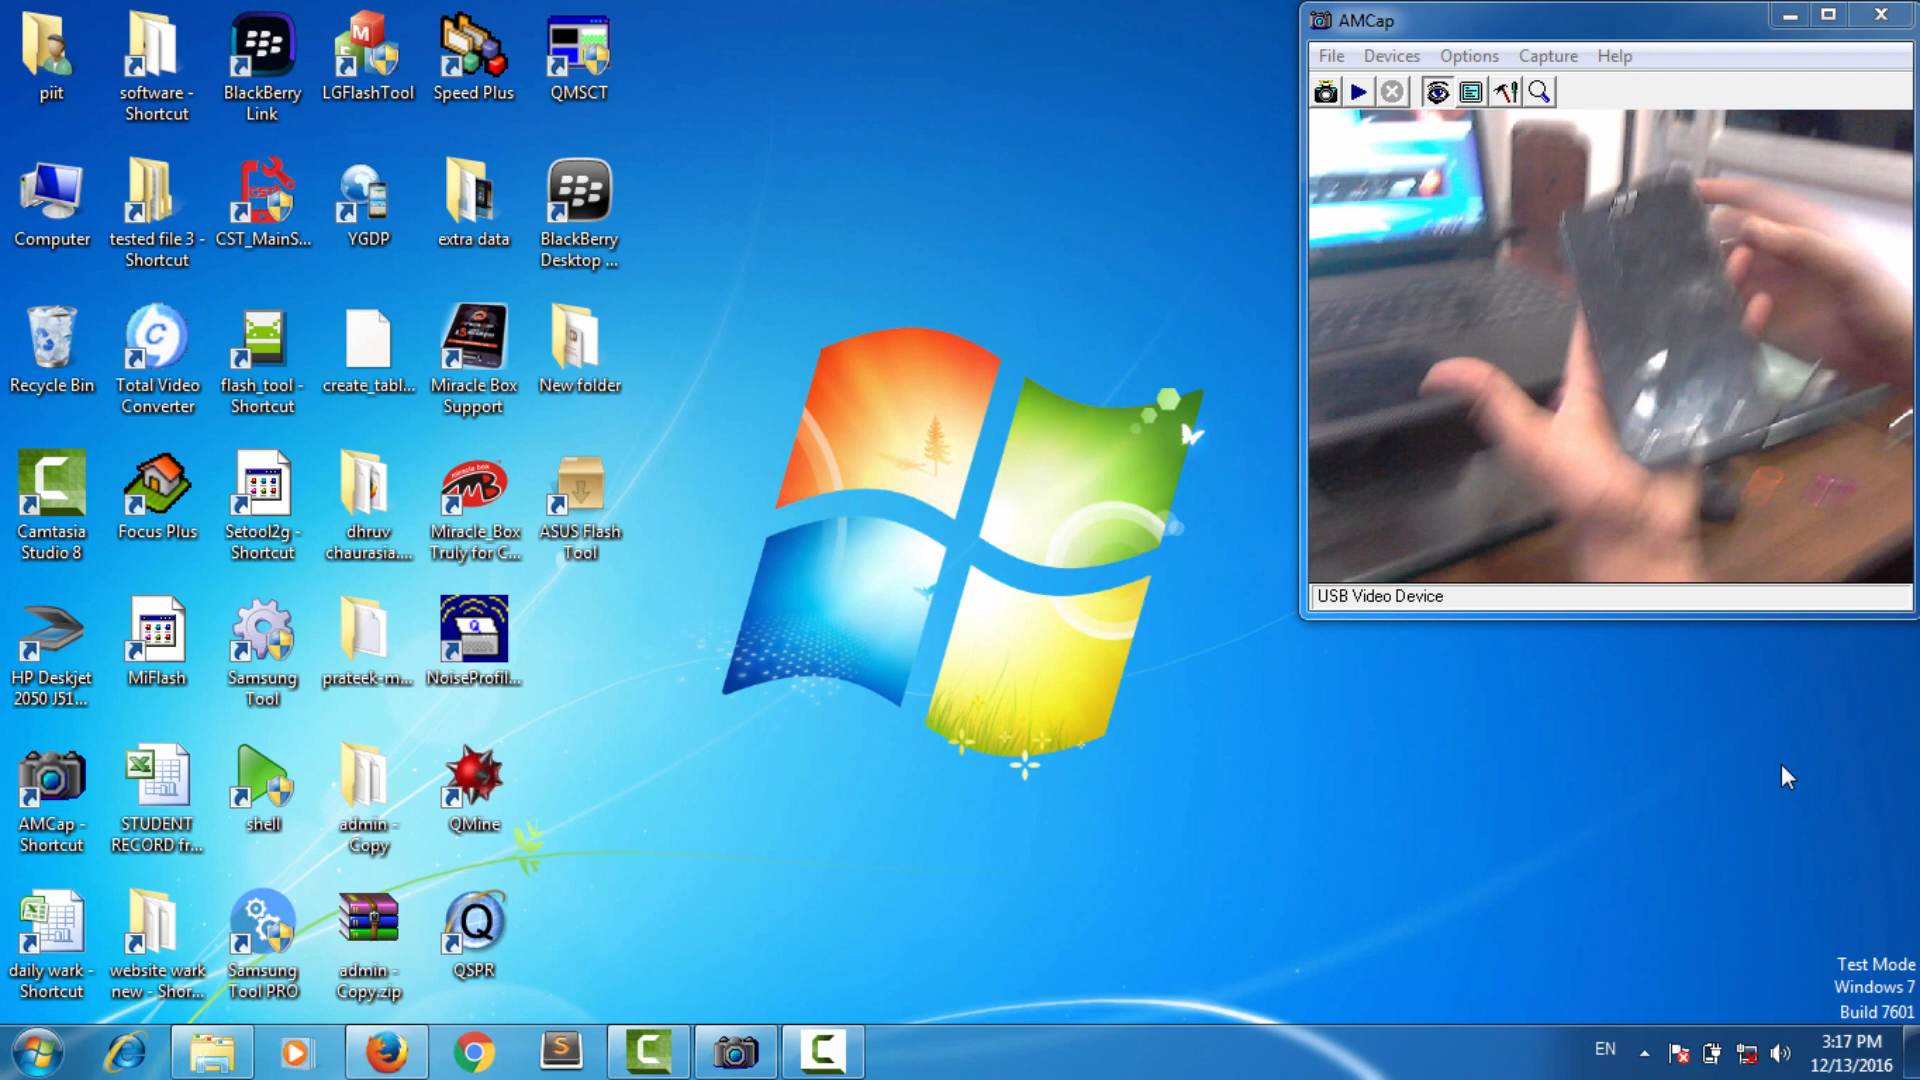 piit
software -
Shortcut
BlackBerry
Link
LGFlashTool
Speed Plus
QMSCT
Computer
tested file 3 -
Shortcut
CST_MainS...
YGDP
extra data
BlackBerry
Desktop ...
Recycle Bin
Total Video
Converter
flash_tool -
Shortcut
create_tabl...
Miracle Box
Support
New folder
Camtasia
Studio 8
Focus Plus
Setool2g -
Shortcut
dhruv
chaurasia....
Miracle_Box
Truly for C...
ASUS Flash
Tool
HP Deskjet
2050 J51...
MiFlash
Samsung
Tool
prateek-m...
NoiseProfil...
AMCap -
Shortcut
STUDENT
RECORD fr...
shell
admin -
Copy
QMine
daily wark -
Shortcut
website wark
new - Shor...
Samsung
Tool PRO
admin -
Copy.zip
QSPR
AMCap
File Devices Options Capture Help
USB Video Device
Test Mode
Windows 7
Build 7601
EN
3:17 PM
12/13/2016